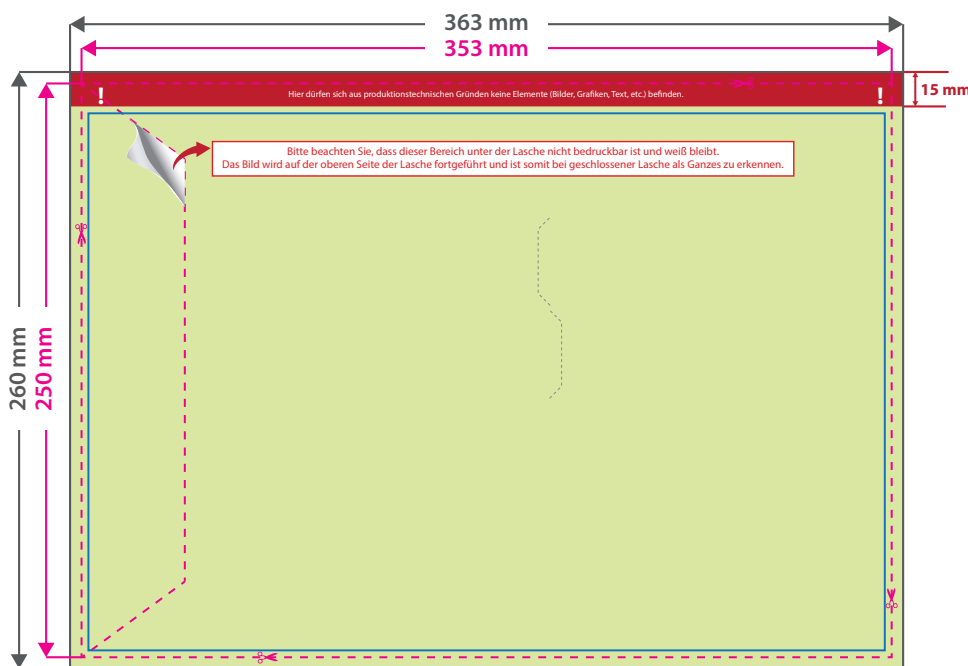 363 mm
353 mm
! Hier dürfen sich aus produktionstechnischen Gründen keine Elemente (Bilder, Grafiken, Text, etc.) befinden. !
15 mm
Bitte beachten Sie, dass dieser Bereich unter der Lasche nicht bedruckbar ist und weiß bleibt.
Das Bild wird auf der oberen Seite der Lasche fortgeführt und ist somit bei geschlossener Lasche als Ganzes zu erkennen.
260 mm
250 mm